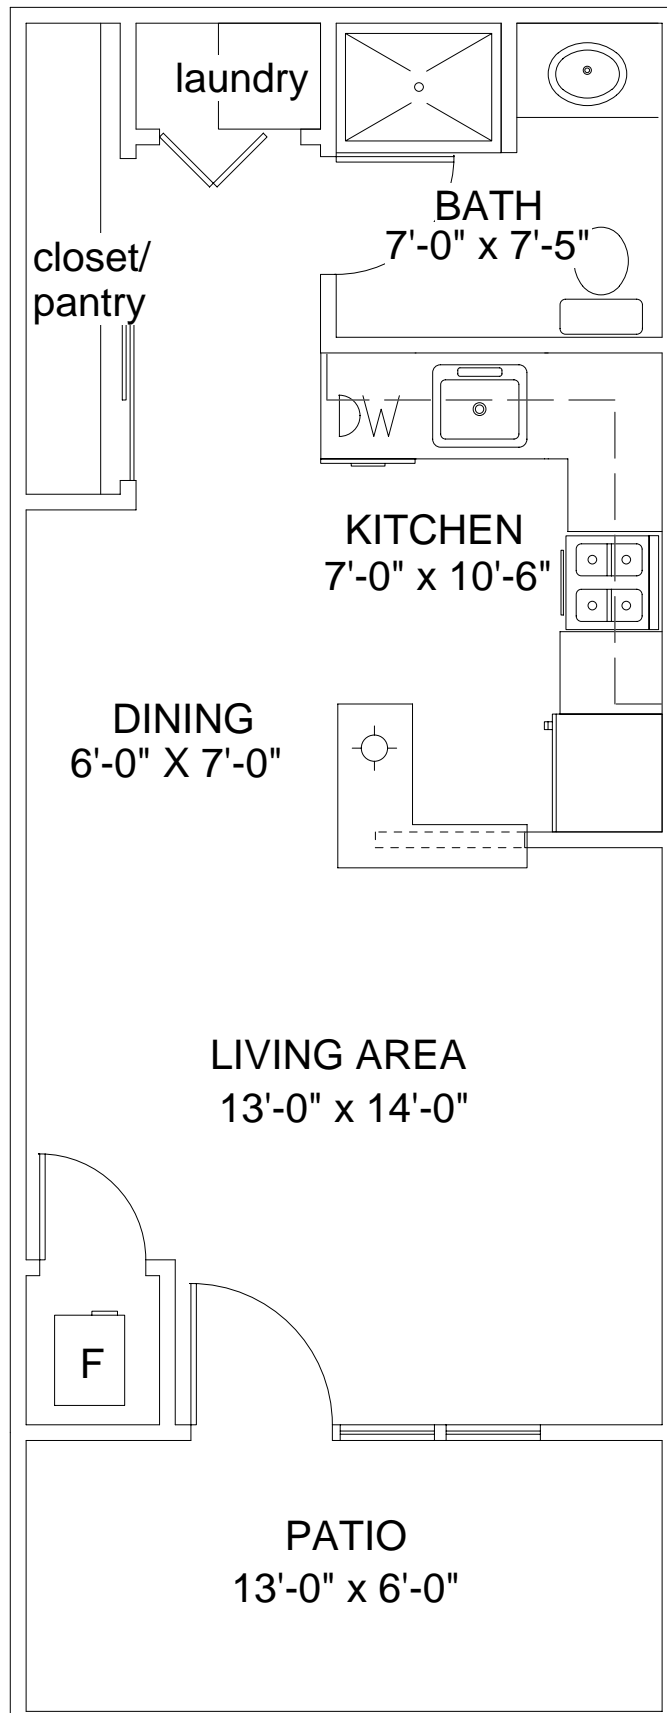 laundry
BATH
7'-0" x 7'-5"
closet/
pantry
DW
KITCHEN
7'-0" x 10'-6"
DINING
6'-0" X 7'-0"
LIVING AREA
13'-0" x 14'-0"
F
PATIO
13'-0" x 6'-0"